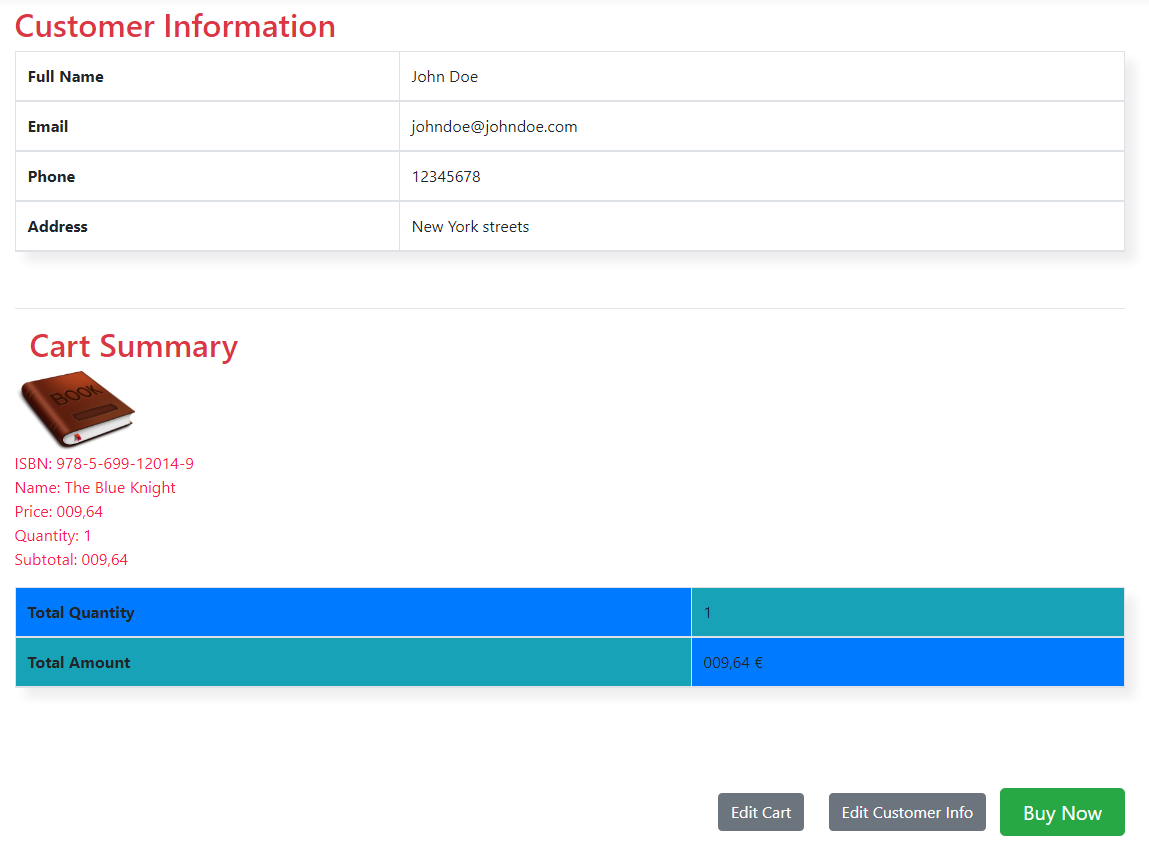 Customer Information
Full Name John Doe
Email johndoe@johndoe.com
Phone 12345678
Address New York streets
Cart Summary
BOOK
ISBN: 978-5-699-12014-9
Name: The Blue Knight
Price: 009,64
Quantity: 1
Subtotal: 009,64
Total Quantity 1
Total Amount 009,64 €
Edit Cart Edit Customer Info Buy Now